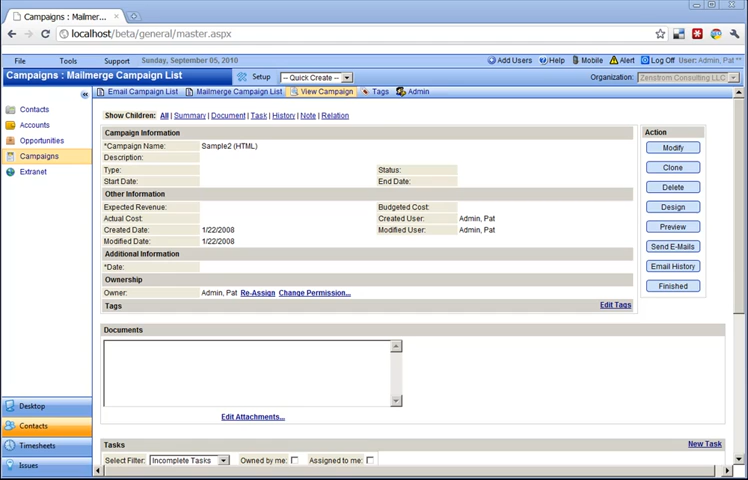 Campaigns : Mailmerge ×
localhost/beta/general/master.aspx
File Tools Support Sunday, September 05, 2010 Add Users Help Mobile Alert Log Off User: Admin, Pat **
Campaigns : Mailmerge Campaign List Setup -- Quick Create -- Organization: Zenstrom Consulting LLC
Email Campaign List Mailmerge Campaign List View Campaign Tags Admin
Contacts
Accounts
Opportunities
Campaigns
Extranet
Show Children: All | Summary | Document | Task | History | Note | Relation
Campaign Information
*Campaign Name: Sample2 (HTML)
Description:
Type: Status:
Start Date: End Date:
Other Information
Expected Revenue: Budgeted Cost:
Actual Cost: Created User: Admin, Pat
Created Date: 1/22/2008 Modified User: Admin, Pat
Modified Date: 1/22/2008
Additional Information
*Date:
Ownership
Owner: Admin, Pat Re-Assign Change Permission...
Tags Edit Tags
Action
Modify
Clone
Delete
Design
Preview
Send E-Mails
Email History
Finished
Documents
Edit Attachments...
Tasks New Task
Select Filter: Incomplete Tasks Owned by me: Assigned to me:
Desktop
Contacts
Timesheets
Issues